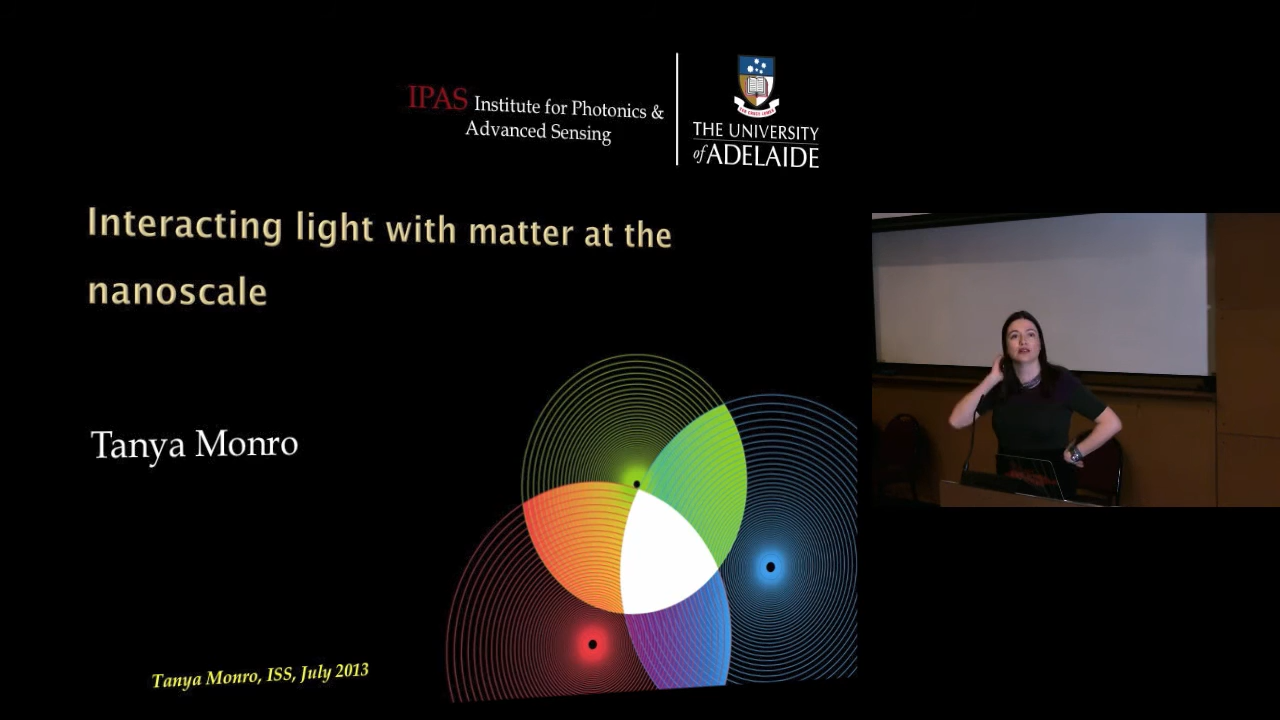 IPAS Institute for Photonics &
Advanced Sensing
THE UNIVERSITY
of ADELAIDE
Interacting light with matter at the
nanoscale
Tanya Monro
Tanya Monro, ISS, July 2013